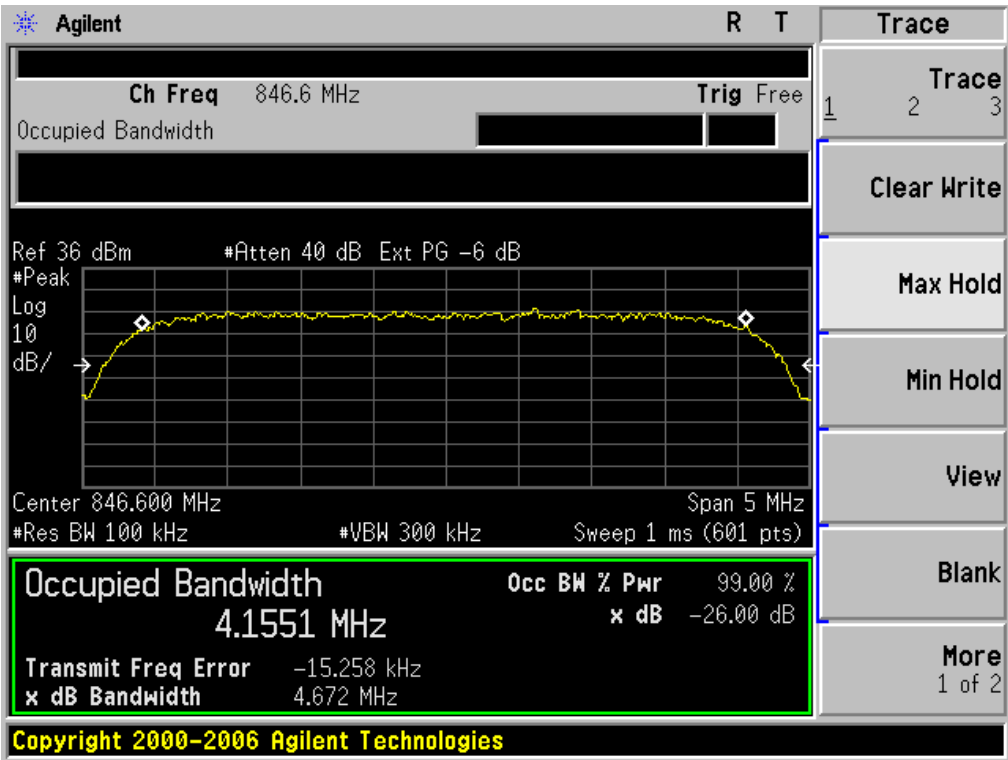 Agilent R T
Ch Freq 846.6 MHz Trig Free
Occupied Bandwidth
Ref 36 dBm #Atten 40 dB Ext PG -6 dB
#Peak
Log
10
dB/
Center 846.600 MHz Span 5 MHz
#Res BW 100 kHz #VBW 300 kHz Sweep 1 ms (601 pts)
Occupied Bandwidth
4.1551 MHz
Occ BW % Pwr 99.00 %
x dB -26.00 dB
Transmit Freq Error -15.258 kHz
x dB Bandwidth 4.672 MHz
Copyright 2000-2006 Agilent Technologies
Trace
Trace
1 2 3
Clear Write
Max Hold
Min Hold
View
Blank
More
1 of 2